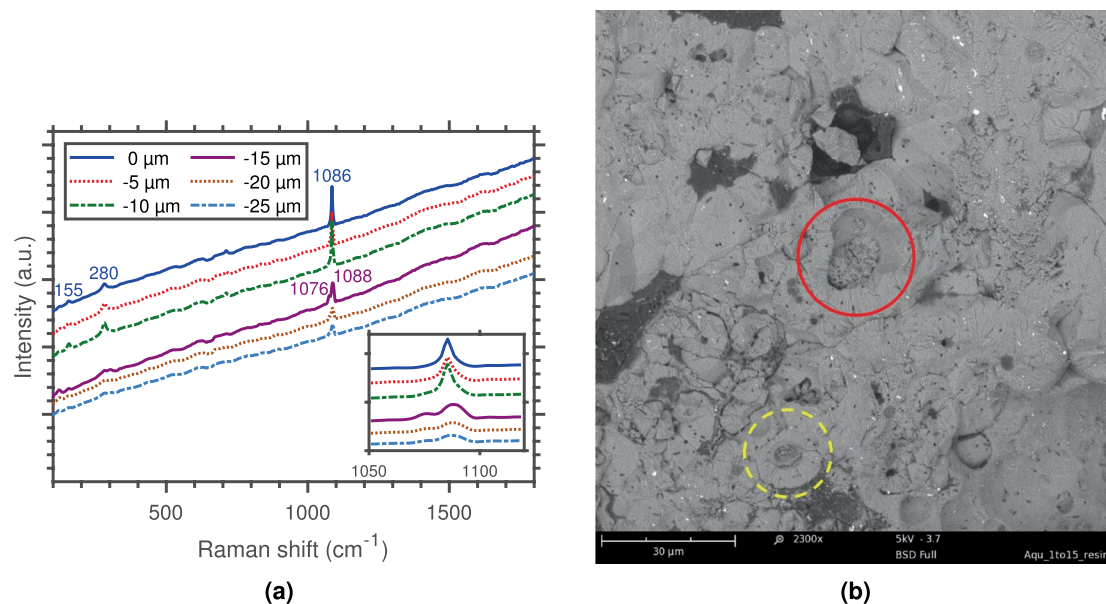 0 µm
-5 µm
-10 µm
-15 µm
-20 µm
-25 µm
1086
155
280
1076
1088
1050
1100
500
1000
1500
Intensity (a.u.)
Raman shift (cm⁻¹)
30 µm
2300x
5kV - 3.7
BSD Full
Aqu_1to15_resin
(a)
(b)